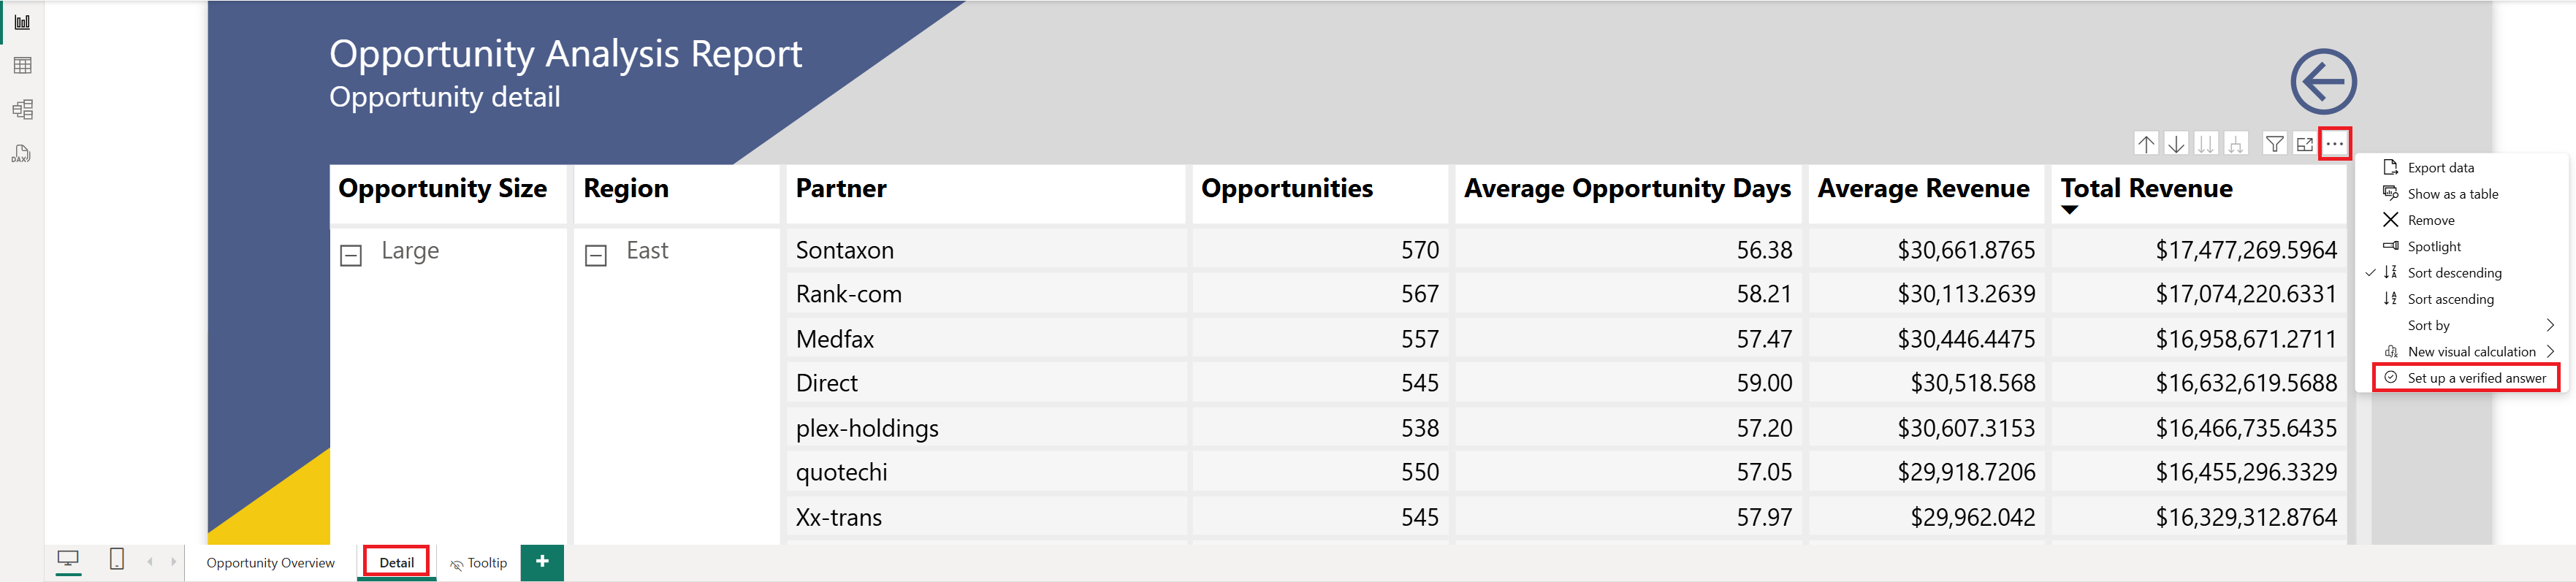 Opportunity Analysis Report
Opportunity detail
Export data
Show as a table
Remove
Spotlight
Sort descending
Sort ascending
Sort by
New visual calculation
Set up a verified answer
Opportunity Size Region Partner Opportunities Average Opportunity Days Average Revenue Total Revenue
Large East Sontaxon 570 56.38 $30,661.8765 $17,477,269.5964
Rank-com 567 58.21 $30,113.2639 $17,074,220.6331
Medfax 557 57.47 $30,446.4475 $16,958,671.2711
Direct 545 59.00 $30,518.568 $16,632,619.5688
plex-holdings 538 57.20 $30,607.3153 $16,466,735.6435
quotechi 550 57.05 $29,918.7206 $16,455,296.3329
Xx-trans 545 57.97 $29,962.042 $16,329,312.8764
DAX
Opportunity Overview Detail Tooltip